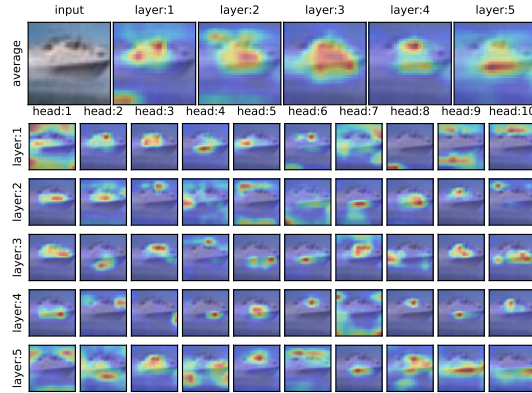 input layer:1 layer:2 layer:3 layer:4 layer:5
average
head:1 head:2 head:3 head:4 head:5 head:6 head:7 head:8 head:9 head:10
layer:1
layer:2
layer:3
layer:4
layer:5